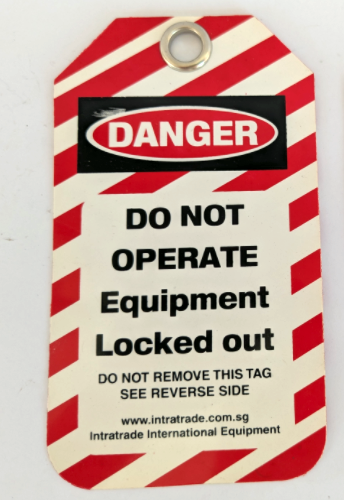 DANGER
DO NOT
OPERATE
Equipment
Locked out
DO NOT REMOVE THIS TAG
SEE REVERSE SIDE
www.intratrade.com.sg
Intratrade International Equipment